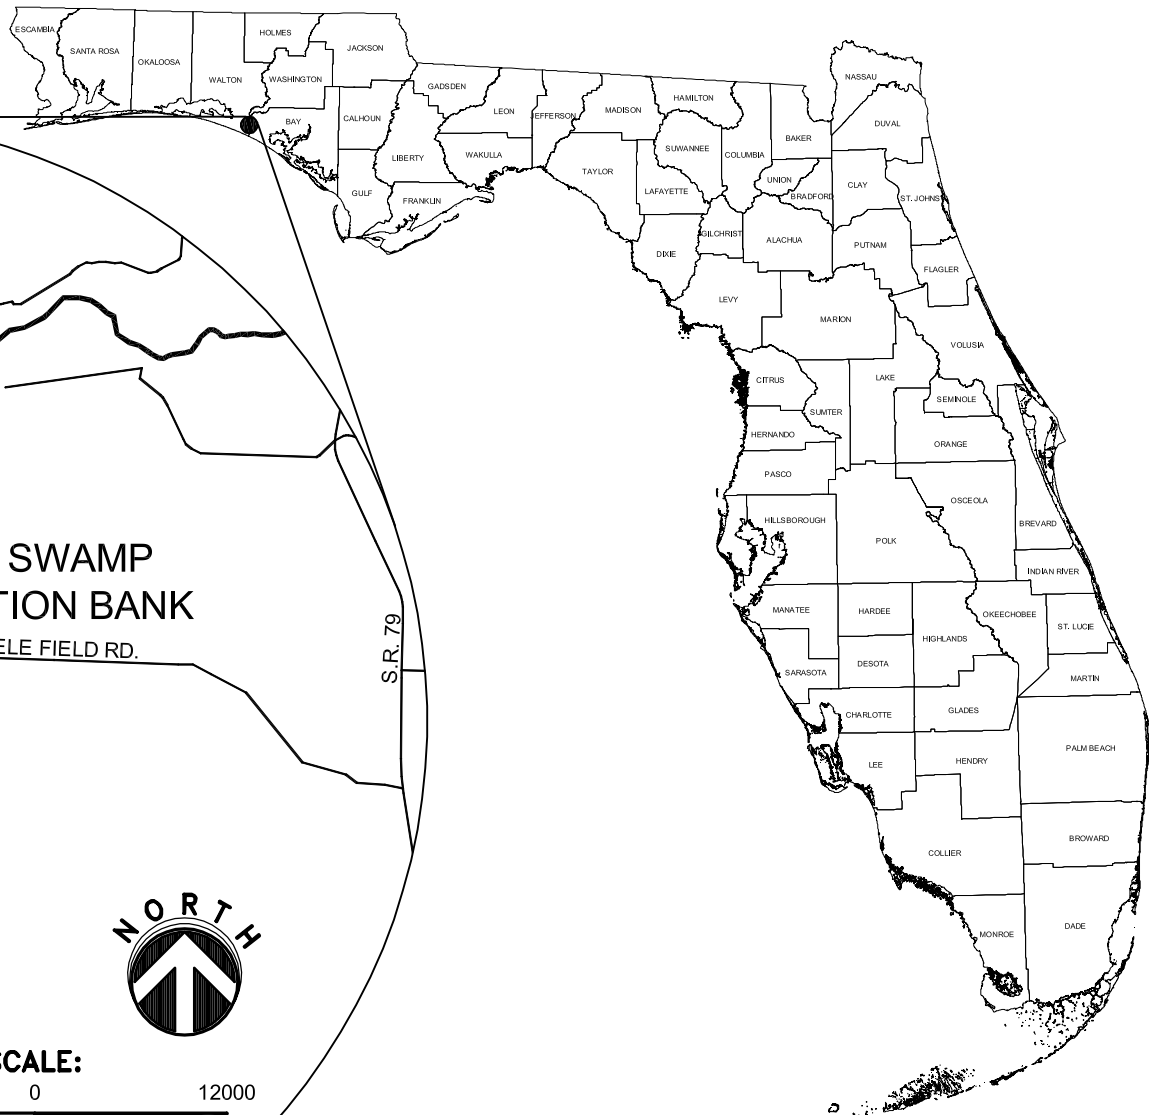 ESCAMBIA
SANTA ROSA
OKALOOSA
WALTON
HOLMES
WASHINGTON
JACKSON
BAY
CALHOUN
GULF
LIBERTY
GADSDEN
FRANKLIN
LEON
WAKULLA
JEFFERSON
MADISON
TAYLOR
HAMILTON
SUWANNEE
LAFAYETTE
DIXIE
COLUMBIA
GILCHRIST
BAKER
UNION
BRADFORD
ALACHUA
NASSAU
DUVAL
CLAY
ST. JOHNS
PUTNAM
FLAGLER
LEVY
MARION
VOLUSIA
CITRUS
SUMTER
LAKE
SEMINOLE
HERNANDO
ORANGE
PASCO
OSCEOLA
HILLSBOROUGH
POLK
BREVARD
INDIAN RIVER
MANATEE
HARDEE
HIGHLANDS
OKEECHOBEE
ST. LUCIE
SARASOTA
DESOTA
MARTIN
CHARLOTTE
GLADES
LEE
HENDRY
PALM BEACH
COLLIER
BROWARD
MONROE
DADE
SWAMP
TION BANK
ELE FIELD RD.
S.R. 79
NORTH
SCALE:
0 12000